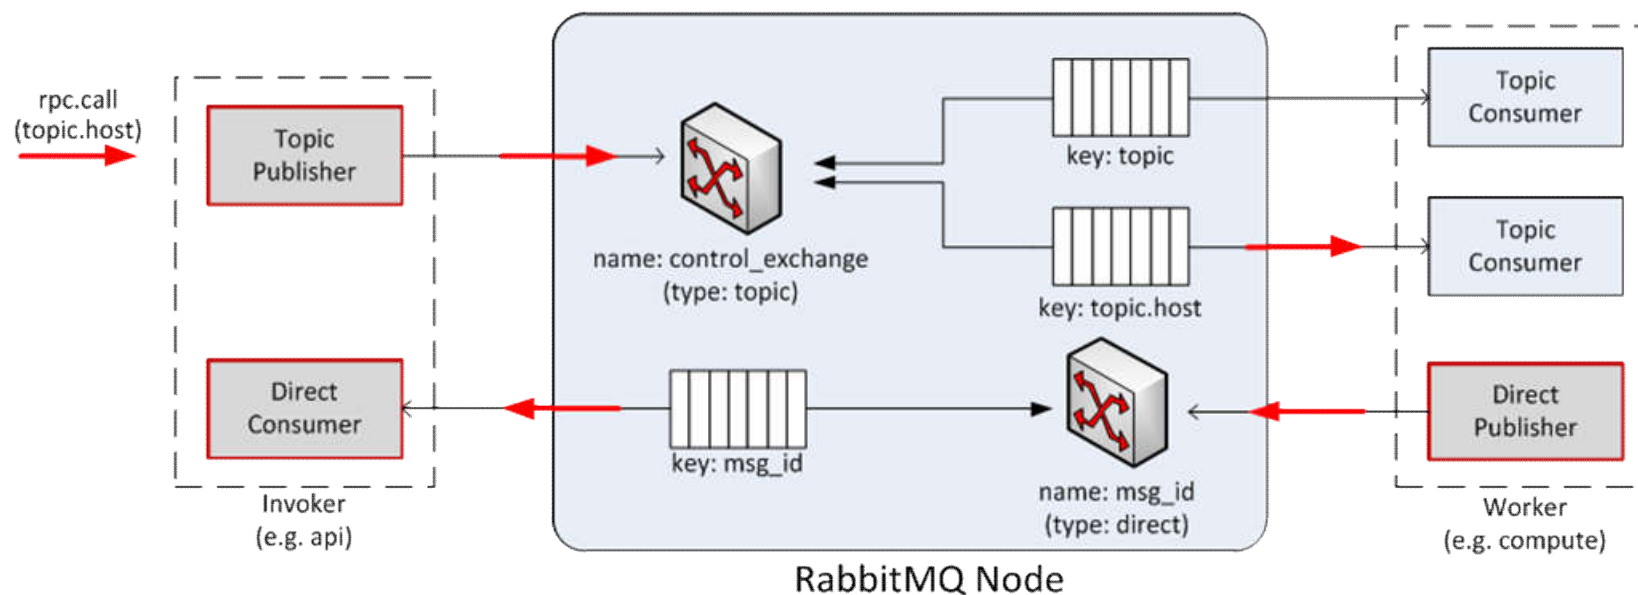 rpc.call
(topic.host)
Topic
Publisher
Direct
Consumer
Invoker
(e.g. api)
name: control_exchange
(type: topic)
key: topic
key: topic.host
key: msg_id
name: msg_id
(type: direct)
RabbitMQ Node
Topic
Consumer
Topic
Consumer
Direct
Publisher
Worker
(e.g. compute)